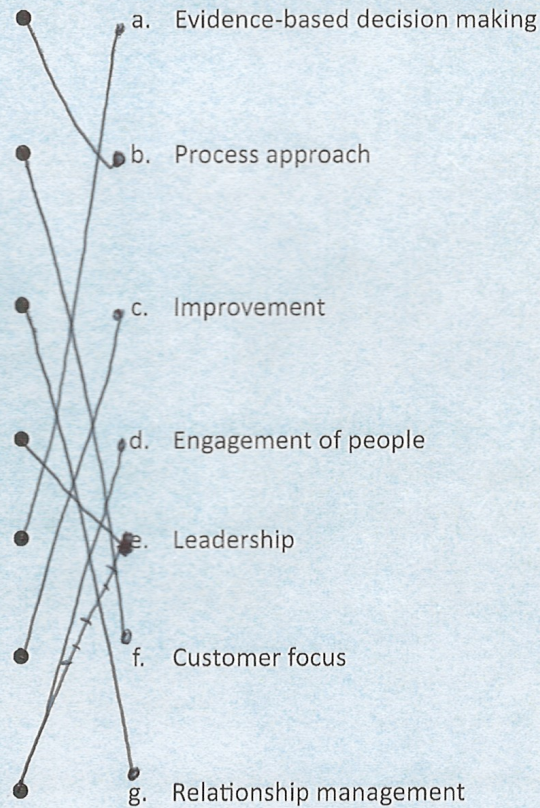 a. Evidence-based decision making
b. Process approach
c. Improvement
d. Engagement of people
e. Leadership
f. Customer focus
g. Relationship management